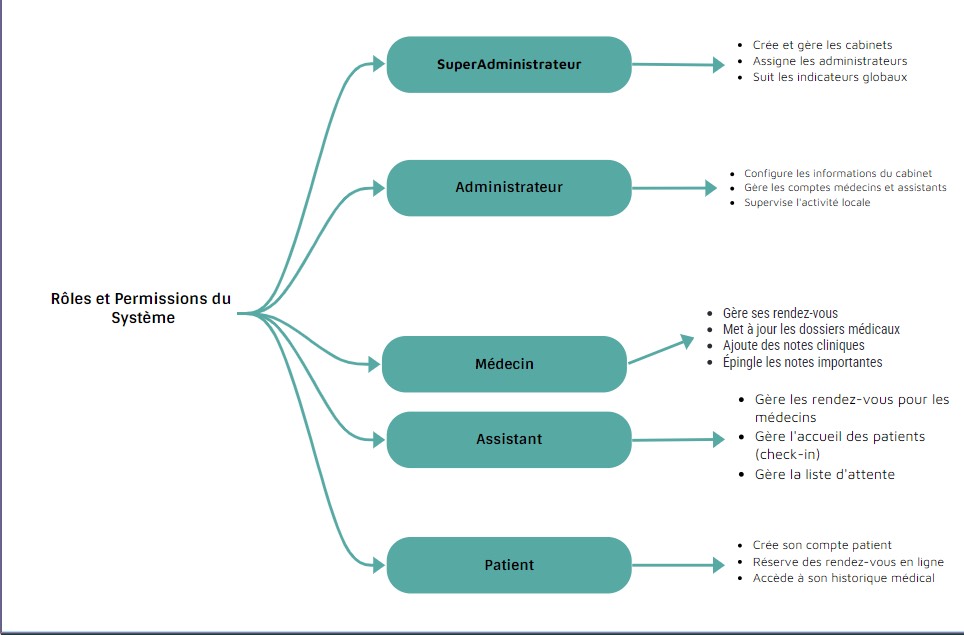 SuperAdministrateur
• Crée et gère les cabinets
• Assigne les administrateurs
• Suit les indicateurs globaux
Administrateur
• Configure les informations du cabinet
• Gère les comptes médecins et assistants
• Supervise l'activité locale
Rôles et Permissions du
Système
Médecin
• Gère ses rendez-vous
• Met à jour les dossiers médicaux
• Ajoute des notes cliniques
• Épingle les notes importantes
Assistant
• Gère les rendez-vous pour les
médecins
• Gère l'accueil des patients
(check-in)
• Gère la liste d'attente
Patient
• Crée son compte patient
• Réserve des rendez-vous en ligne
• Accède à son historique médical